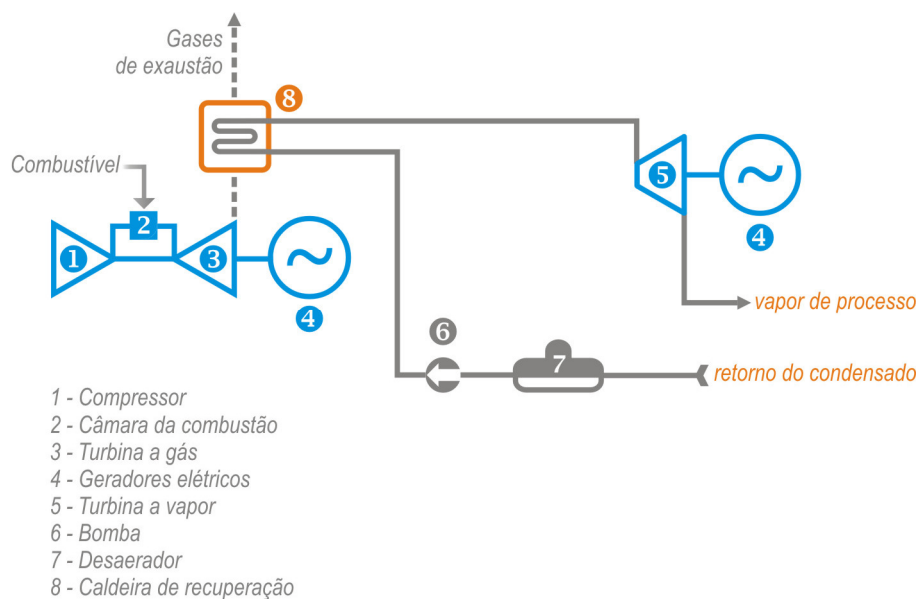 Gases
de exaustão
8
Combustível
5
2
1
3
4
4
vapor de processo
6
7
retorno do condensado
1 - Compressor
2 - Câmara da combustão
3 - Turbina a gás
4 - Geradores elétricos
5 - Turbina a vapor
6 - Bomba
7 - Desaerador
8 - Caldeira de recuperação